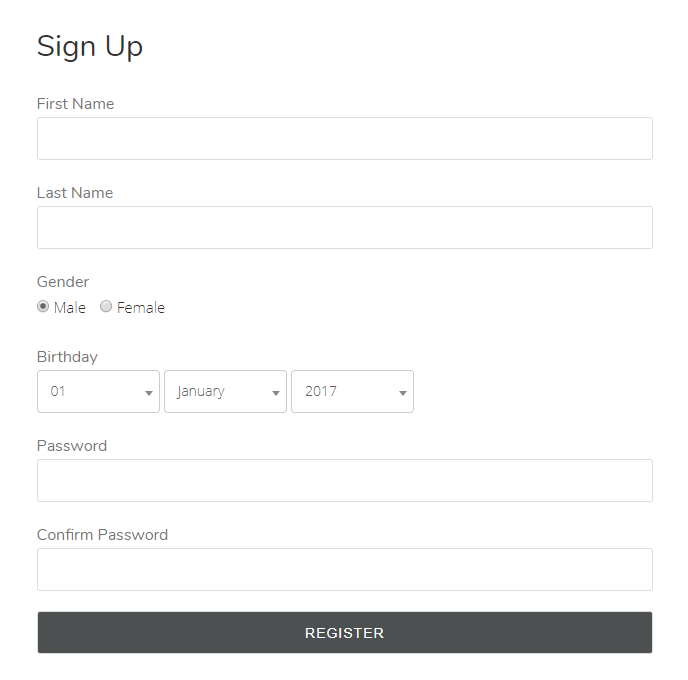 Sign Up
First Name
Last Name
Gender
Male Female
Birthday
01 January 2017
Password
Confirm Password
REGISTER